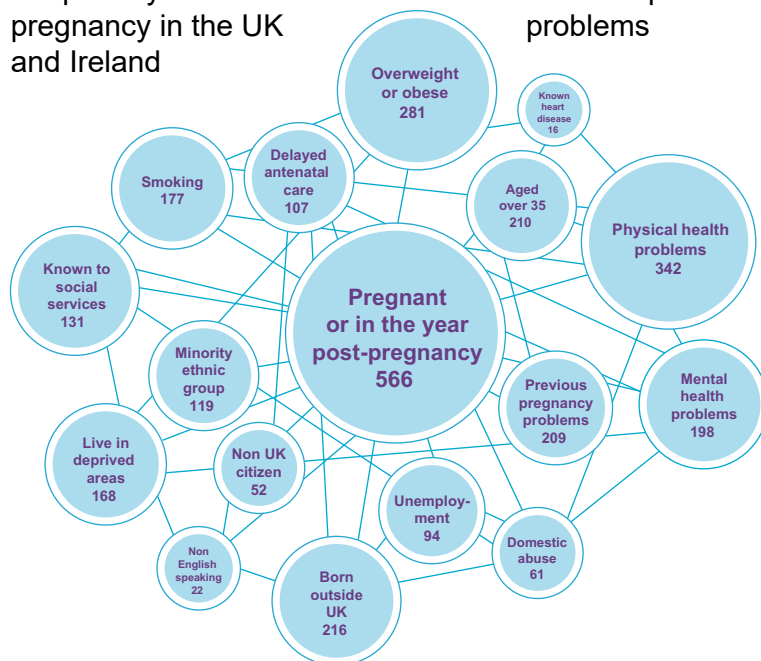 pregnancy in the UK
and Ireland
problems
Overweight
or obese
281
Known
heart
disease
16
Delayed
antenatal
care
107
Smoking
177
Aged
over 35
210
Physical health
problems
342
Known to
social
services
131
Pregnant
or in the year
post-pregnancy
566
Minority
ethnic
group
119
Previous
pregnancy
problems
209
Mental
health
problems
198
Live in
deprived
areas
168
Non UK
citizen
52
Unemploy-
ment
94
Non
English
speaking
22
Domestic
abuse
61
Born
outside
UK
216